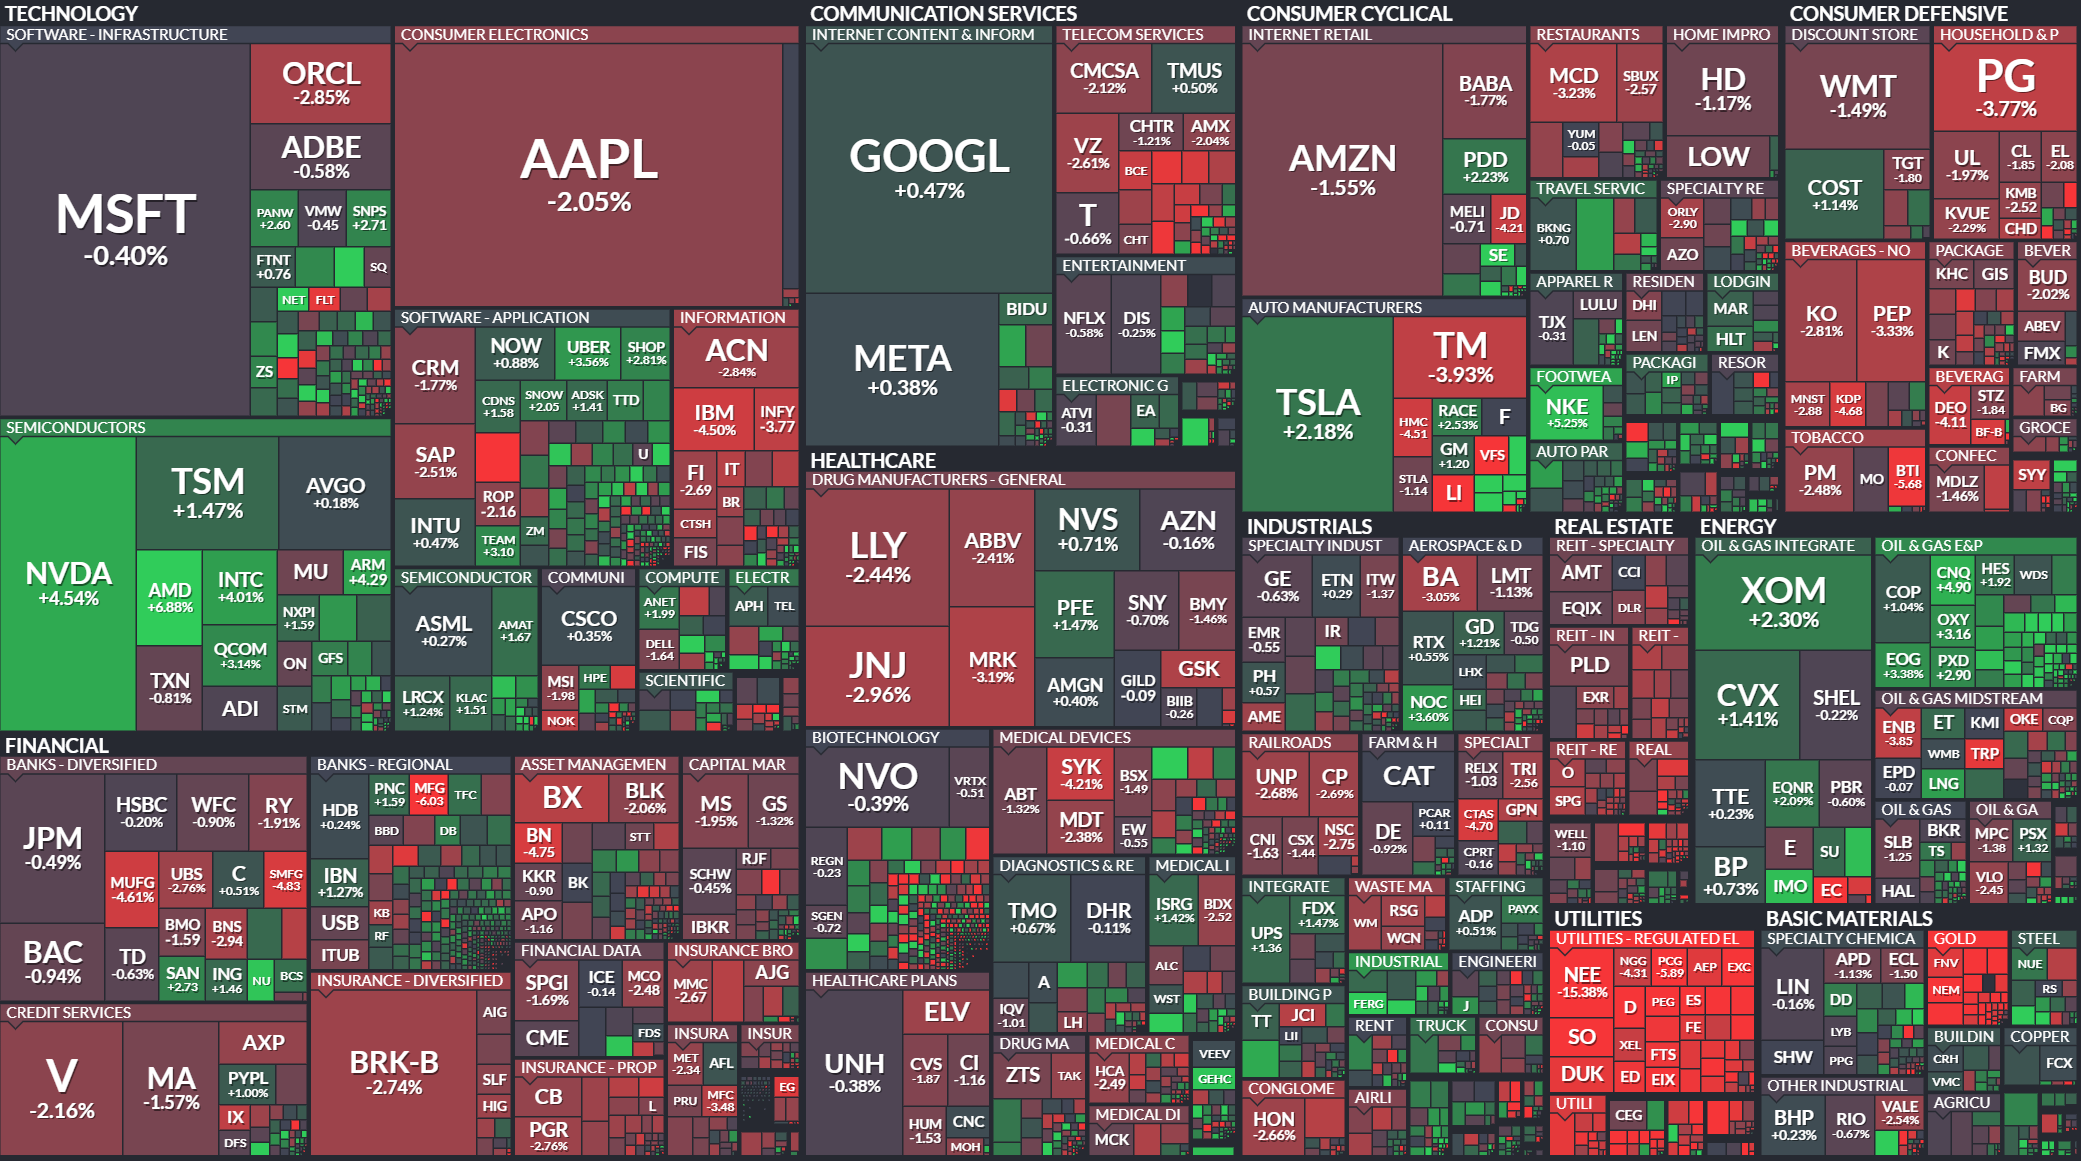 TECHNOLOGY
SOFTWARE - INFRASTRUCTURE
MSFT
-0.40%
ORCL
-2.85%
ADBE
-0.58%
PANW
+2.60
VMW
-0.45
SNPS
+2.71
FTNT
+0.76
SQ
NET
FLT
ZS
CONSUMER ELECTRONICS
AAPL
-2.05%
SEMICONDUCTORS
NVDA
+4.54%
TSM
+1.47%
AVGO
+0.18%
AMD
+6.88%
INTC
+4.01%
MU
ARM
+4.29
NXPI
+1.59
QCOM
+3.14%
TXN
-0.81%
ON
GFS
ADI
STM
SOFTWARE - APPLICATION
CRM
-1.77%
NOW
+0.88%
UBER
+3.56%
SHOP
+2.81%
CDNS
+1.58
SNOW
+2.05
ADSK
+1.41
TTD
SAP
-2.51%
U
ROP
-2.16
INTU
+0.47%
TEAM
+3.10
ZM
INFORMATION
ACN
-2.84%
IBM
-4.50%
INFY
-3.77
FI
-2.69
IT
BR
CTSH
FIS
SEMICONDUCTOR
ASML
+0.27%
AMAT
+1.67
LRCX
+1.24%
KLAC
+1.51
COMMUNI
CSCO
+0.35%
MSI
-1.98
HPE
NOK
COMPUTE
ANET
+1.99
DELL
-1.64
ELECTR
APH
TEL
SCIENTIFIC
FINANCIAL
BANKS - DIVERSIFIED
JPM
-0.49%
HSBC
-0.20%
WFC
-0.90%
RY
-1.91%
MUFG
-4.61%
UBS
-2.76%
C
+0.51%
SMFG
-4.83
BAC
-0.94%
TD
-0.63%
BMO
-1.59
BNS
-2.94
SAN
+2.73
ING
+1.46
NU
BCS
CREDIT SERVICES
V
-2.16%
MA
-1.57%
AXP
PYPL
+1.00%
IX
DFS
BANKS - REGIONAL
HDB
+0.24%
PNC
+1.59
MFG
-6.03
TFC
BBD
DB
IBN
+1.27%
USB
KB
RF
ITUB
INSURANCE - DIVERSIFIED
BRK-B
-2.74%
AIG
SLF
HIG
ASSET MANAGEMEN
BX
BLK
-2.06%
BN
-4.75
STT
KKR
-0.90
BK
APO
-1.16
CAPITAL MAR
MS
-1.95%
GS
-1.32%
SCHW
-0.45%
RJF
IBKR
FINANCIAL DATA
SPGI
-1.69%
ICE
-0.14
MCO
-2.48
CME
FDS
INSURANCE BRO
MMC
-2.67
AJG
INSURANCE - PROP
CB
PGR
-2.76%
L
INSURA
MET
-2.34
AFL
PRU
MFC
-3.48
INSUR
EG
COMMUNICATION SERVICES
INTERNET CONTENT & INFORM
GOOGL
+0.47%
META
+0.38%
BIDU
TELECOM SERVICES
CMCSA
-2.12%
TMUS
+0.50%
VZ
-2.61%
CHTR
-1.21%
AMX
-2.04%
BCE
T
-0.66%
CHT
ENTERTAINMENT
NFLX
-0.58%
DIS
-0.25%
ELECTRONIC G
ATVI
-0.31
EA
HEALTHCARE
DRUG MANUFACTURERS - GENERAL
LLY
-2.44%
ABBV
-2.41%
NVS
+0.71%
AZN
-0.16%
JNJ
-2.96%
MRK
-3.19%
PFE
+1.47%
SNY
-0.70%
BMY
-1.46%
AMGN
+0.40%
GILD
-0.09
GSK
BIIB
-0.26
BIOTECHNOLOGY
NVO
-0.39%
VRTX
-0.51
REGN
-0.23
SGEN
-0.72
MEDICAL DEVICES
ABT
-1.32%
SYK
-4.21%
BSX
-1.49
MDT
-2.38%
EW
-0.55
HEALTHCARE PLANS
UNH
-0.38%
ELV
CVS
-1.87
CI
-1.16
HUM
-1.53
CNC
MOH
DIAGNOSTICS & RE
TMO
+0.67%
DHR
-0.11%
A
IQV
-1.01
LH
MEDICAL I
ISRG
+1.42%
BDX
-2.52
ALC
WST
DRUG MA
ZTS
TAK
MEDICAL C
HCA
-2.49
VEEV
GEHC
MEDICAL DI
MCK
CONSUMER CYCLICAL
INTERNET RETAIL
AMZN
-1.55%
BABA
-1.77%
PDD
+2.23%
MELI
-0.71
JD
-4.21
SE
AUTO MANUFACTURERS
TSLA
+2.18%
TM
-3.93%
HMC
-4.51
RACE
+2.53%
F
GM
+1.20
VFS
STLA
-1.14
LI
RESTAURANTS
MCD
-3.23%
SBUX
-2.57
YUM
-0.05
HOME IMPRO
HD
-1.17%
LOW
TRAVEL SERVIC
BKNG
+0.70
SPECIALTY RE
ORLY
-2.90
AZO
APPAREL R
TJX
-0.31
LULU
RESIDEN
DHI
LEN
LODGIN
MAR
HLT
FOOTWEA
NKE
+5.25%
PACKAGI
IP
RESOR
AUTO PAR
CONSUMER DEFENSIVE
DISCOUNT STORE
WMT
-1.49%
COST
+1.14%
TGT
-1.80
HOUSEHOLD & P
PG
-3.77%
UL
-1.97%
CL
-1.85
EL
-2.08
KMB
-2.52
KVUE
-2.29%
CHD
BEVERAGES - NO
KO
-2.81%
PEP
-3.33%
MNST
-2.88
KDP
-4.68
PACKAGE
KHC
GIS
K
BEVER
BUD
-2.02%
ABEV
FMX
BEVERAG
DEO
-4.11
STZ
-1.84
BF-B
FARM
BG
TOBACCO
PM
-2.48%
MO
BTI
-5.68
CONFEC
MDLZ
-1.46%
GROCE
SYY
INDUSTRIALS
SPECIALTY INDUST
GE
-0.63%
ETN
+0.29
ITW
-1.37
EMR
-0.55
IR
PH
+0.57
AME
AEROSPACE & D
BA
-3.05%
LMT
-1.13%
RTX
+0.55%
GD
+1.21%
TDG
-0.50
LHX
NOC
+3.60%
HEI
RAILROADS
UNP
-2.68%
CP
-2.69%
CNI
-1.63
CSX
-1.44
NSC
-2.75
FARM & H
CAT
DE
-0.92%
PCAR
+0.11
SPECIALT
RELX
-1.03
TRI
-2.56
CTAS
-4.70
GPN
CPRT
-0.16
INTEGRATE
UPS
+1.36
FDX
+1.47%
WASTE MA
WM
RSG
WCN
STAFFING
ADP
+0.51%
PAYX
INDUSTRIAL
FERG
ENGINEERI
J
BUILDING P
TT
JCI
LII
RENT
TRUCK
CONSU
CONGLOME
HON
-2.66%
AIRLI
REAL ESTATE
REIT - SPECIALTY
AMT
CCI
EQIX
DLR
REIT - IN
PLD
EXR
REIT -
REIT - RE
O
SPG
REAL
WELL
-1.10
ENERGY
OIL & GAS INTEGRATE
XOM
+2.30%
CVX
+1.41%
SHEL
-0.22%
TTE
+0.23%
EQNR
+2.09%
PBR
-0.60%
BP
+0.73%
E
SU
IMO
EC
OIL & GAS E&P
COP
+1.04%
CNQ
+4.90
HES
+1.92
WDS
OXY
+3.16
EOG
+3.38%
PXD
+2.90
OIL & GAS MIDSTREAM
ENB
-3.85
ET
KMI
OKE
CQP
WMB
TRP
EPD
-0.07
LNG
OIL & GAS
SLB
-1.25
BKR
TS
HAL
OIL & GA
MPC
-1.38
PSX
+1.32
VLO
-2.45
UTILITIES
UTILITIES - REGULATED EL
NEE
-15.38%
NGG
-4.31
PCG
-5.89
AEP
EXC
SO
D
PEG
ES
FE
DUK
XEL
FTS
ED
EIX
UTILI
CEG
BASIC MATERIALS
SPECIALTY CHEMICA
LIN
-0.16%
APD
-1.13%
ECL
-1.50
DD
LYB
SHW
PPG
GOLD
FNV
NEM
STEEL
NUE
RS
BUILDIN
CRH
VMC
COPPER
FCX
OTHER INDUSTRIAL
BHP
+0.23%
RIO
-0.67%
VALE
-2.54%
AGRICU